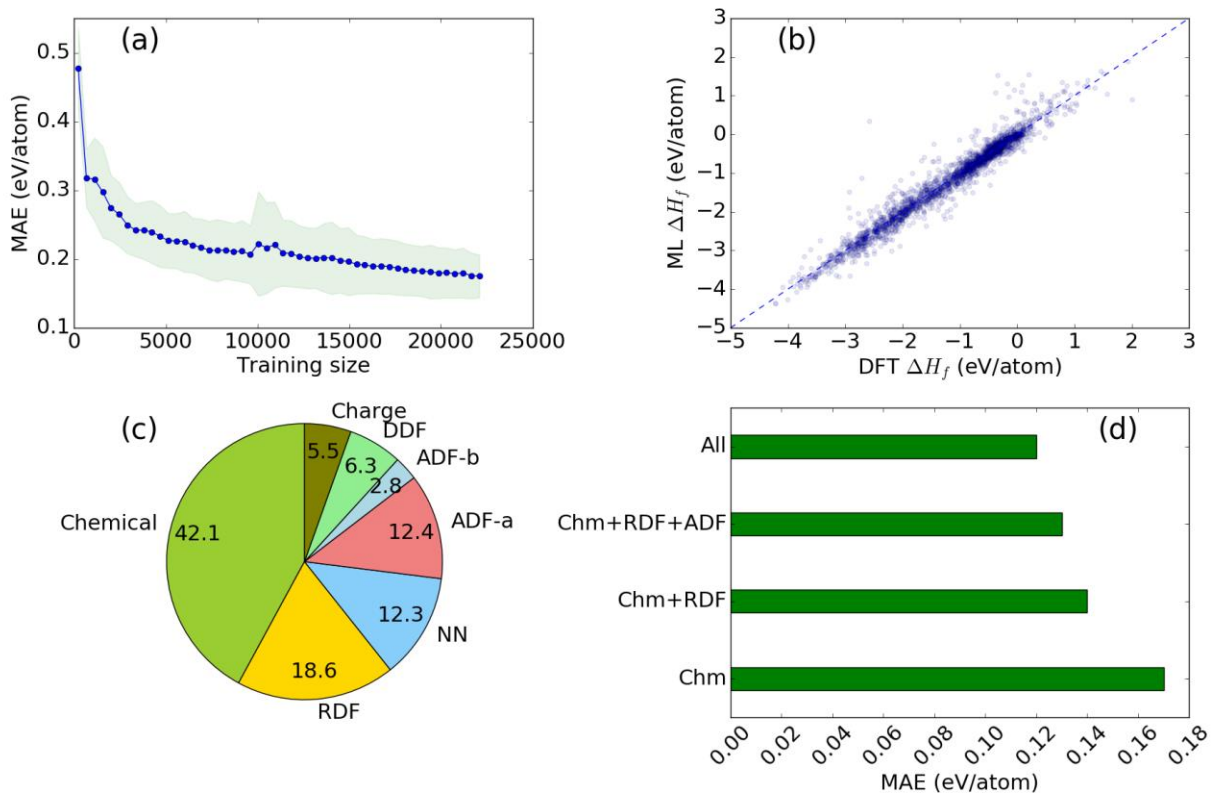 (a)
0.5
0.4
0.3
0.2
0.1
MAE (eV/atom)
0
5000
10000
15000
20000
25000
Training size
(b)
3
2
1
0
−1
−2
−3
−4
−5
ML ΔH_f (eV/atom)
−5
−4
−3
−2
−1
0
1
2
3
DFT ΔH_f (eV/atom)
(c)
Charge
5.5
DDF
6.3
ADF-b
2.8
ADF-a
12.4
NN
12.3
RDF
18.6
Chemical
42.1
(d)
All
Chm+RDF+ADF
Chm+RDF
Chm
0.00
0.02
0.04
0.06
0.08
0.10
0.12
0.14
0.16
0.18
MAE (eV/atom)